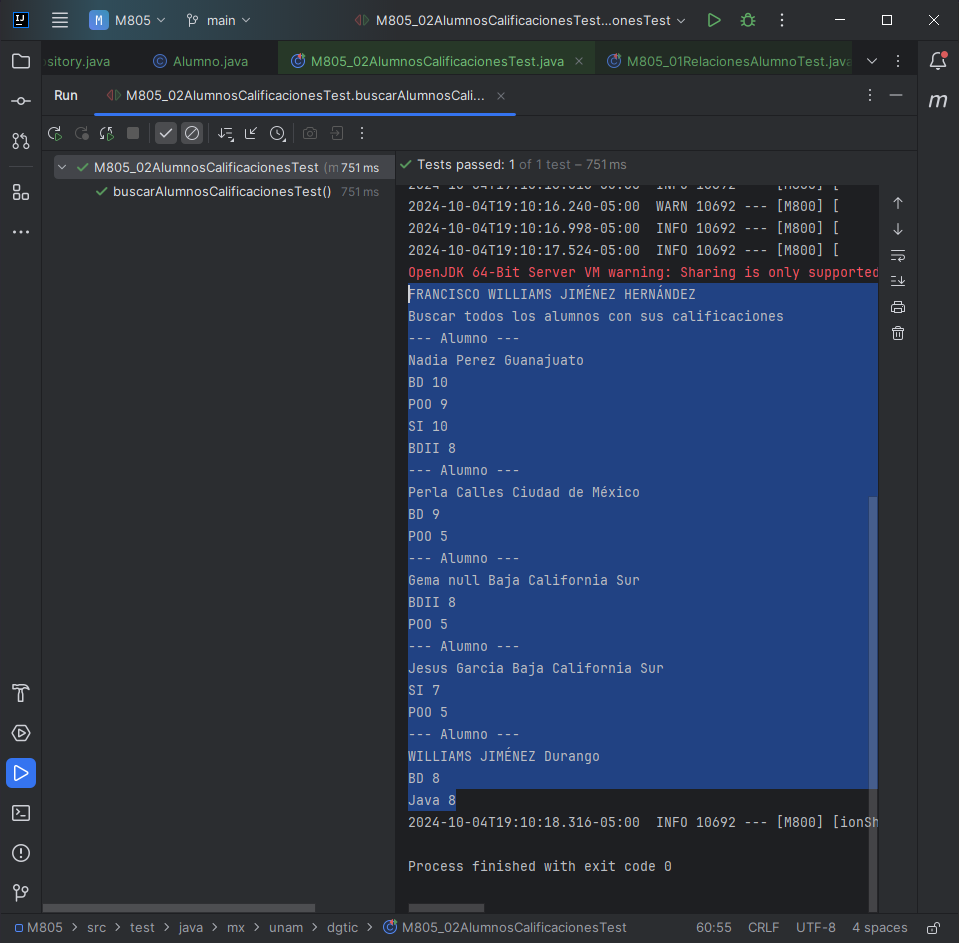 M M805 main M805_02AlumnosCalificacionesTest...onesTest
sitory.java Alumno.java M805_02AlumnosCalificacionesTest.java M805_01RelacionesAlumnoTest.java
Run M805_02AlumnosCalificacionesTest.buscarAlumnosCali...
M805_02AlumnosCalificacionesTest (m 751 ms
buscarAlumnosCalificacionesTest() 751 ms
Tests passed: 1 of 1 test – 751 ms
2024-10-04T19:10:16.240-05:00 WARN 10692 --- [M800] [
2024-10-04T19:10:16.998-05:00 INFO 10692 --- [M800] [
2024-10-04T19:10:17.524-05:00 INFO 10692 --- [M800] [
OpenJDK 64-Bit Server VM warning: Sharing is only supported
FRANCISCO WILLIAMS JIMÉNEZ HERNÁNDEZ
Buscar todos los alumnos con sus calificaciones
--- Alumno ---
Nadia Perez Guanajuato
BD 10
POO 9
SI 10
BDII 8
--- Alumno ---
Perla Calles Ciudad de México
BD 9
POO 5
--- Alumno ---
Gema null Baja California Sur
BDII 8
POO 5
--- Alumno ---
Jesus Garcia Baja California Sur
SI 7
POO 5
--- Alumno ---
WILLIAMS JIMÉNEZ Durango
BD 8
Java 8
2024-10-04T19:10:18.316-05:00 INFO 10692 --- [M800] [ionSh
Process finished with exit code 0
M805 > src > test > java > mx > unam > dgtic > M805_02AlumnosCalificacionesTest 60:55 CRLF UTF-8 4 spaces